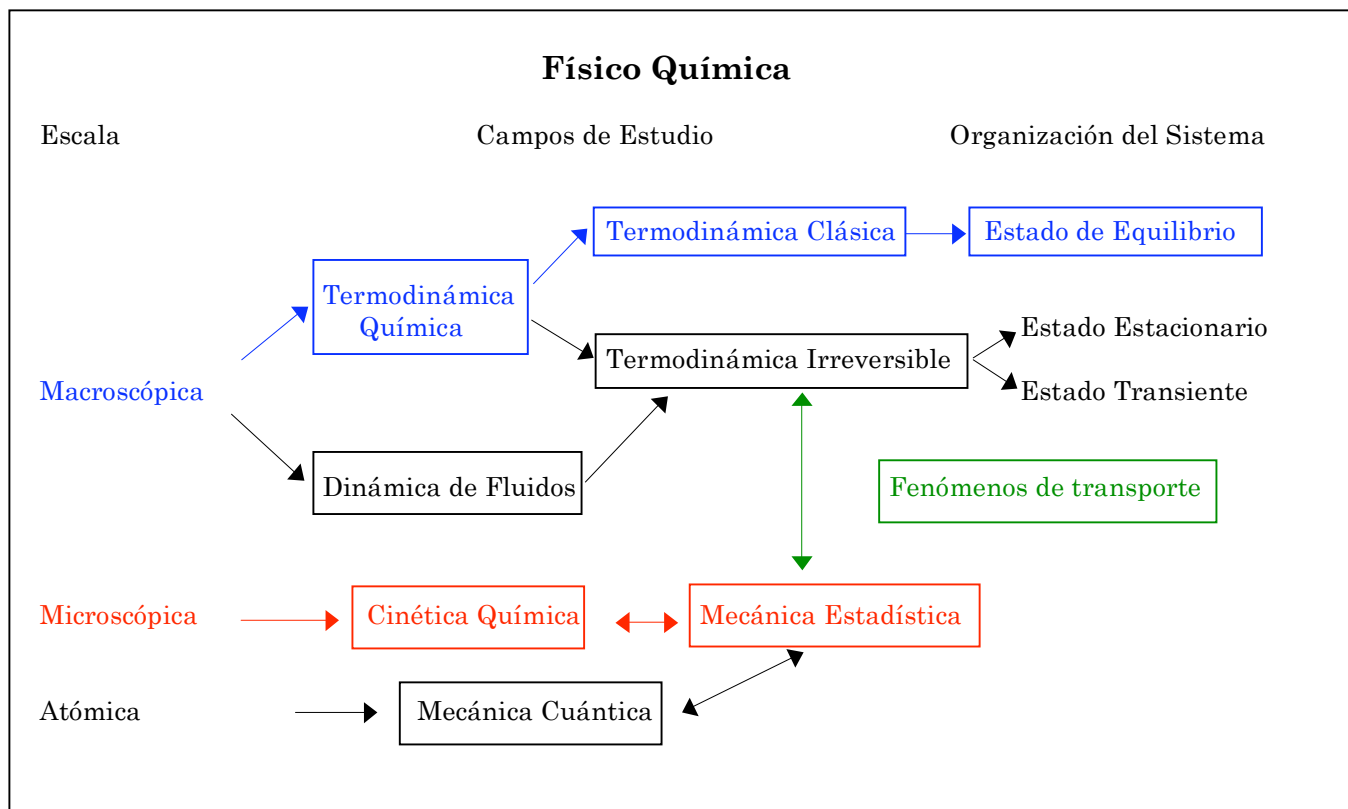 Físico Química
Escala
Campos de Estudio
Organización del Sistema
Termodinámica Clásica
Estado de Equilibrio
Termodinámica
Química
Estado Estacionario
Termodinámica Irreversible
Macroscópica
Estado Transiente
Dinámica de Fluidos
Fenómenos de transporte
Microscópica
Cinética Química
Mecánica Estadística
Atómica
Mecánica Cuántica